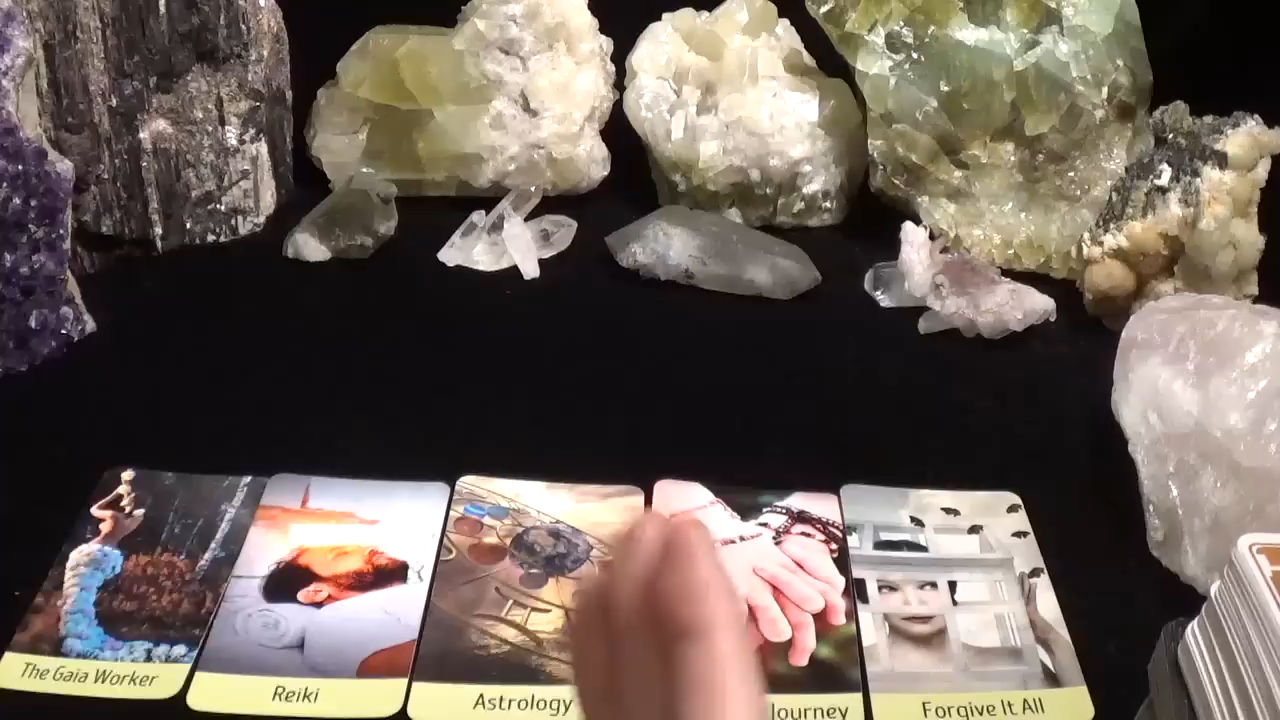 The Gaia Worker
Reiki
Astrology
Journey
Forgive It All